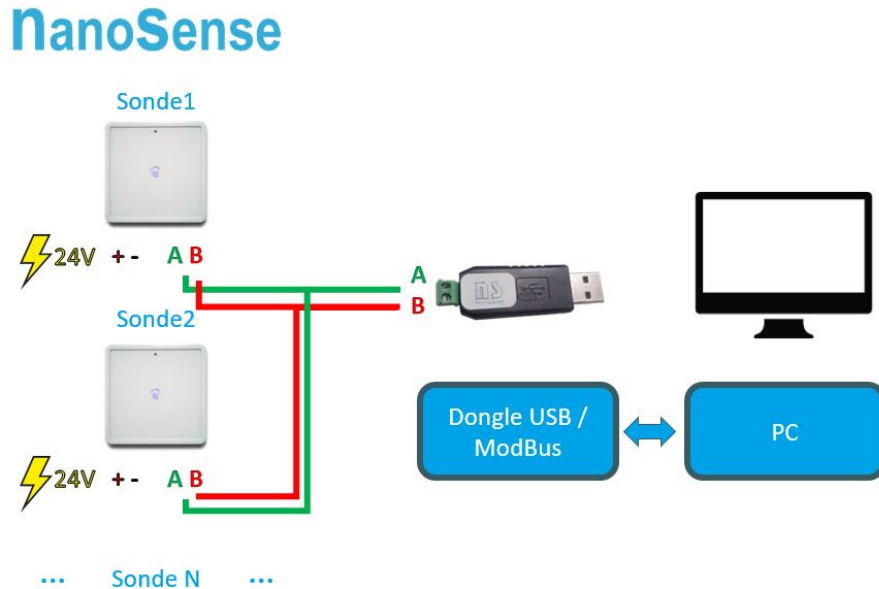 nanoSense
Sonde1
24V + - A B
A
B
Sonde2
24V + - A B
Dongle USB /
ModBus
PC
... Sonde N ...